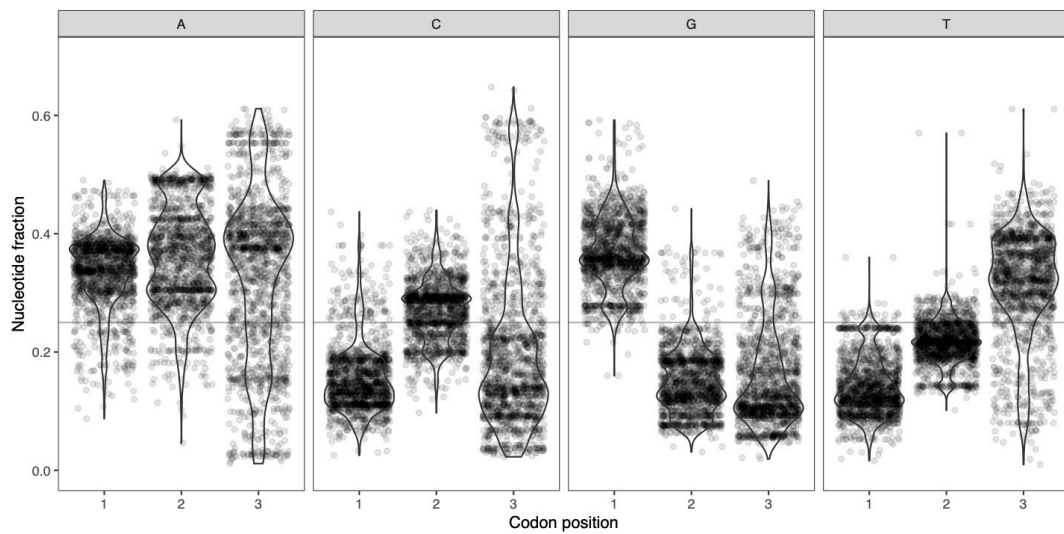 A C G T
Nucleotide fraction
0.6
0.4
0.2
0.0
1 2 3 1 2 3 1 2 3 1 2 3
Codon position